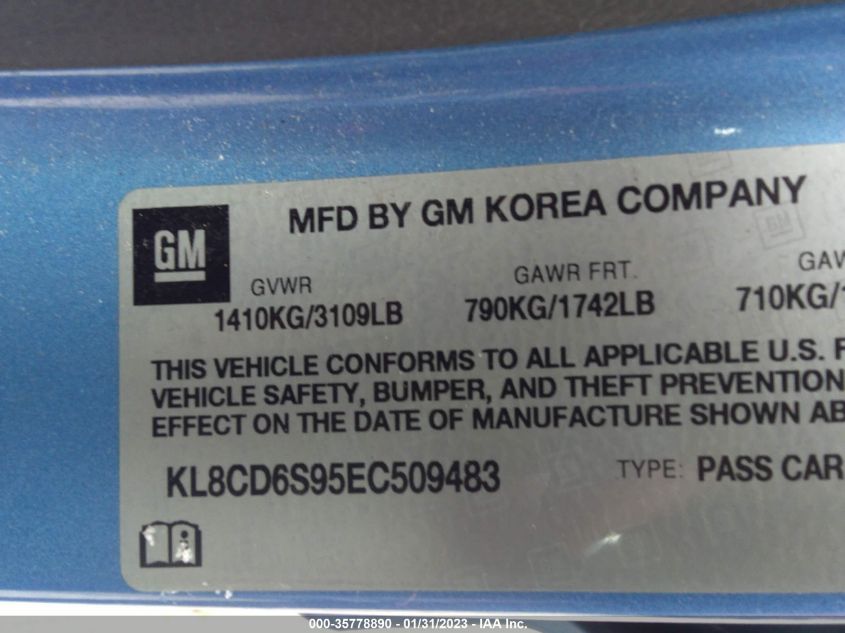 MFD BY GM KOREA COMPANY
GM
GVWR GAWR FRT.
1410KG/3109LB 790KG/1742LB 710KG/
THIS VEHICLE CONFORMS TO ALL APPLICABLE U.S. F
VEHICLE SAFETY, BUMPER, AND THEFT PREVENTION
EFFECT ON THE DATE OF MANUFACTURE SHOWN AB
KL8CD6S95EC509483 TYPE: PASS CAR
000-35778890 - 01/31/2023 - IAA Inc.